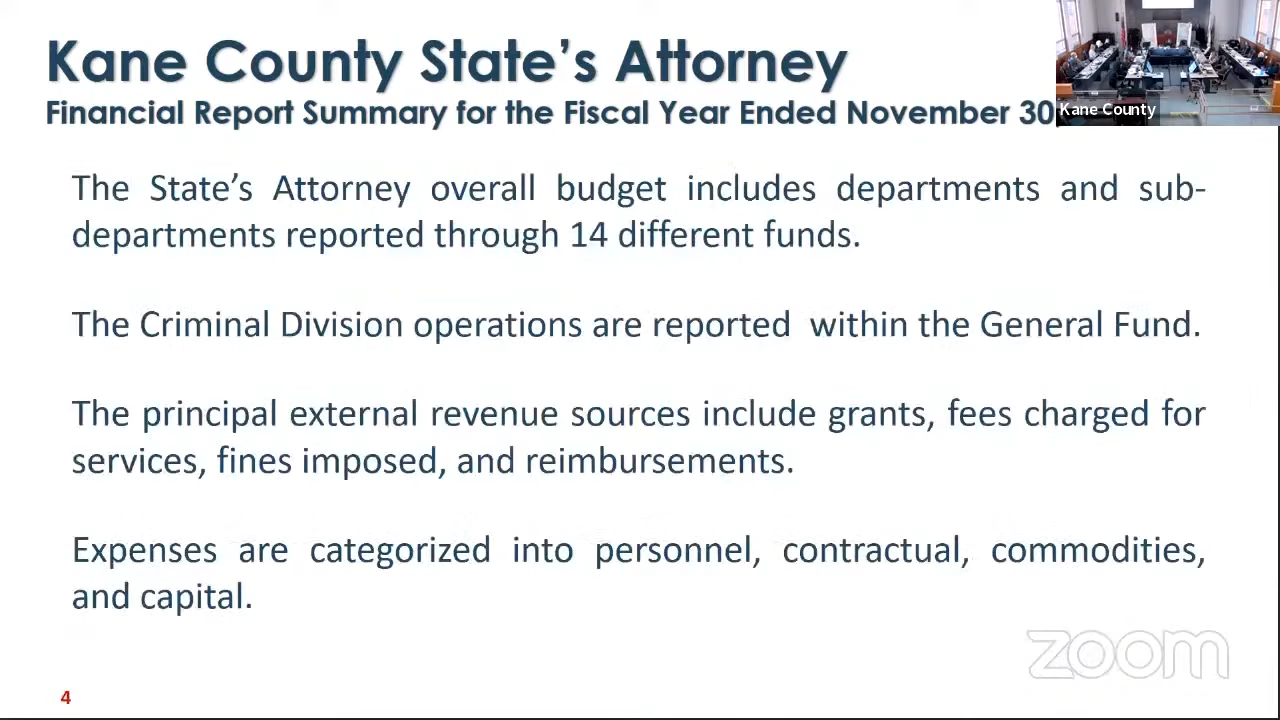 Kane County State's Attorney
Financial Report Summary for the Fiscal Year Ended November 30,
Kane County
The State's Attorney overall budget includes departments and sub-
departments reported through 14 different funds.
The Criminal Division operations are reported  within the General Fund.
The principal external revenue sources include grants, fees charged for
services, fines imposed, and reimbursements.
Expenses are categorized into personnel, contractual, commodities,
and capital.
zoom
4